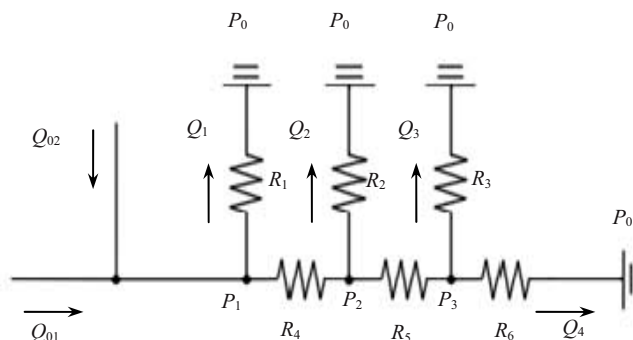 P0 P0 P0
Q02 Q1 Q2 Q3
R1 R2 R3
P0
P1 P2 P3
Q01 R4 R5 R6 Q4